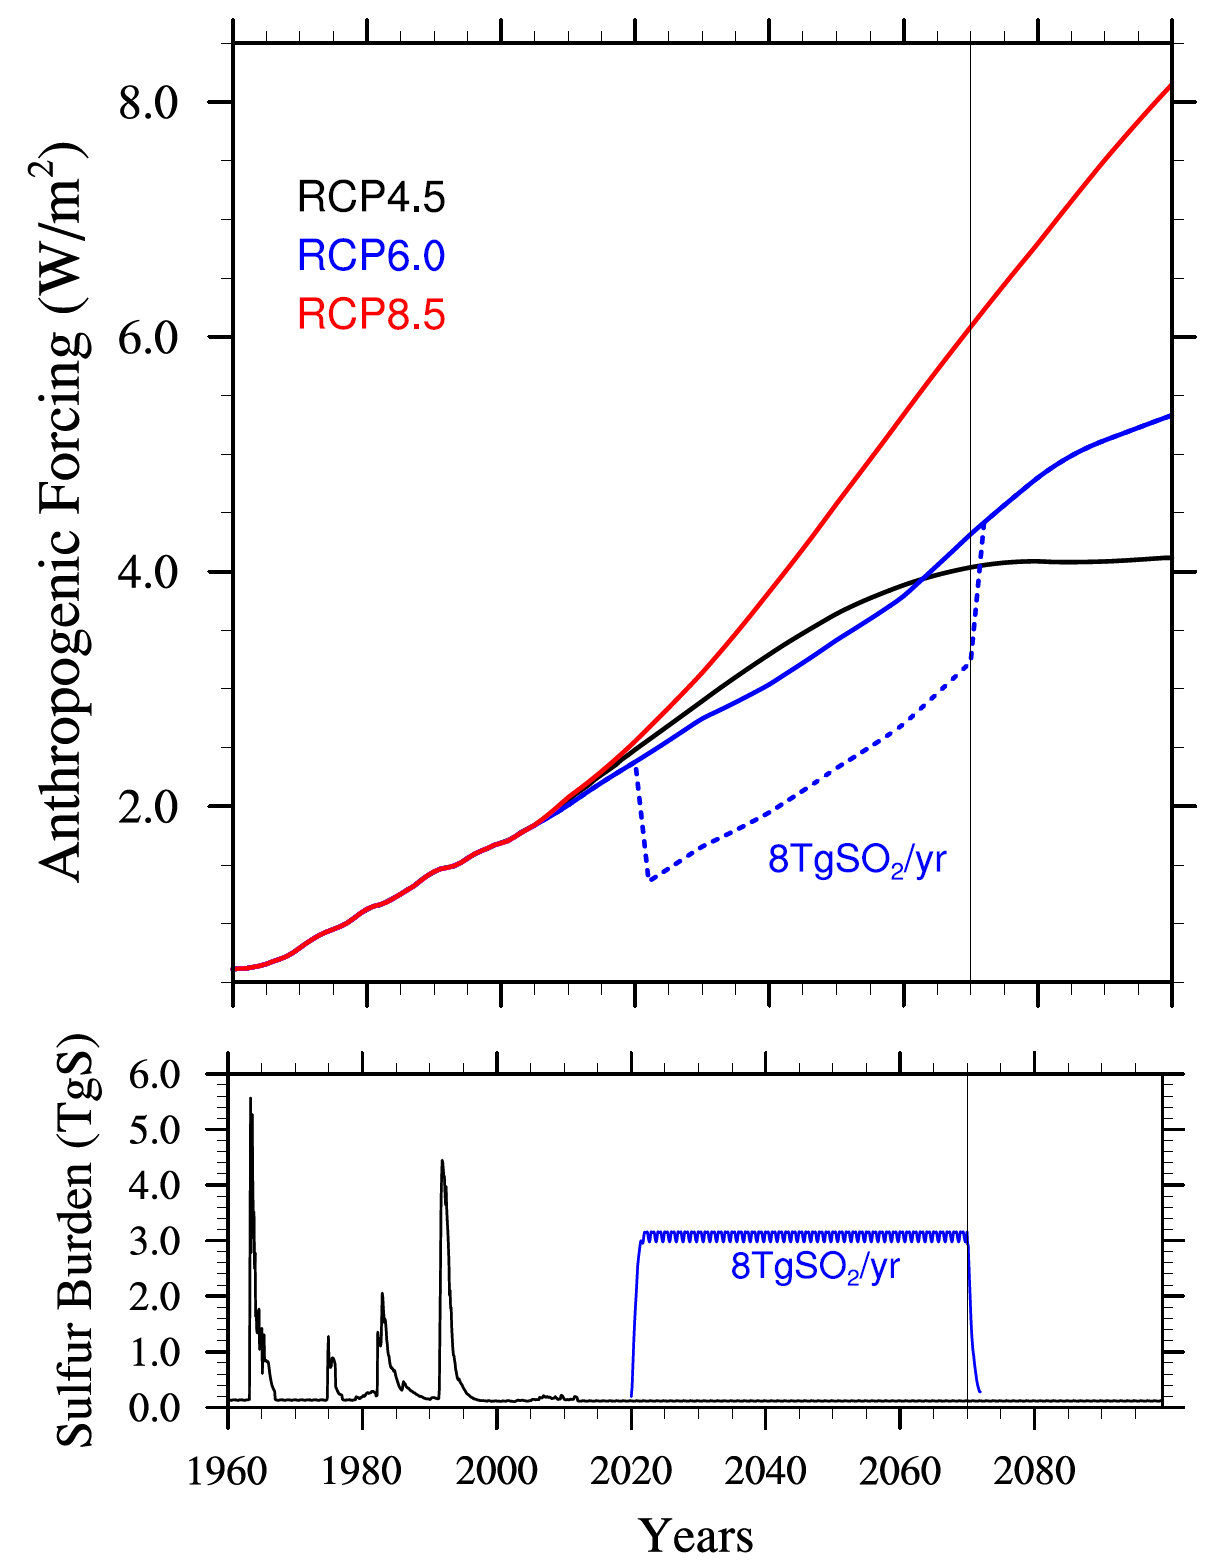 Anthropogenic Forcing (W/m²)
8.0
6.0
4.0
2.0
RCP4.5
RCP6.0
RCP8.5
8TgSO₂/yr
Sulfur Burden (TgS)
6.0
5.0
4.0
3.0
2.0
1.0
0.0
8TgSO₂/yr
1960 1980 2000 2020 2040 2060 2080
Years